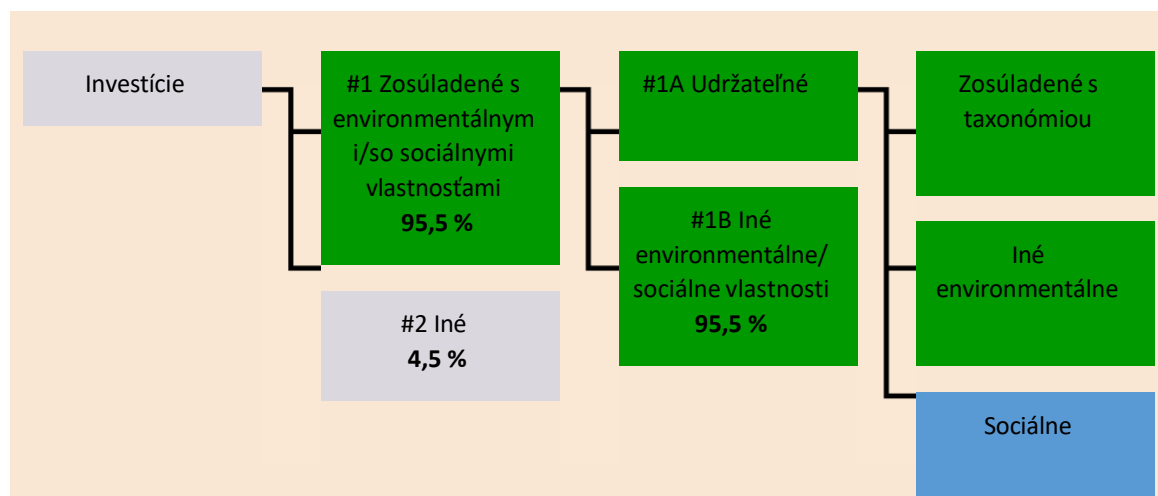 Investície
#1 Zosúladené s
environmentálnym
i/so sociálnymi
vlastnosťami
95,5 %
#2 Iné
4,5 %
#1A Udržateľné
#1B Iné
environmentálne/
sociálne vlastnosti
95,5 %
Zosúladené s
taxonómiou
Iné
environmentálne
Sociálne